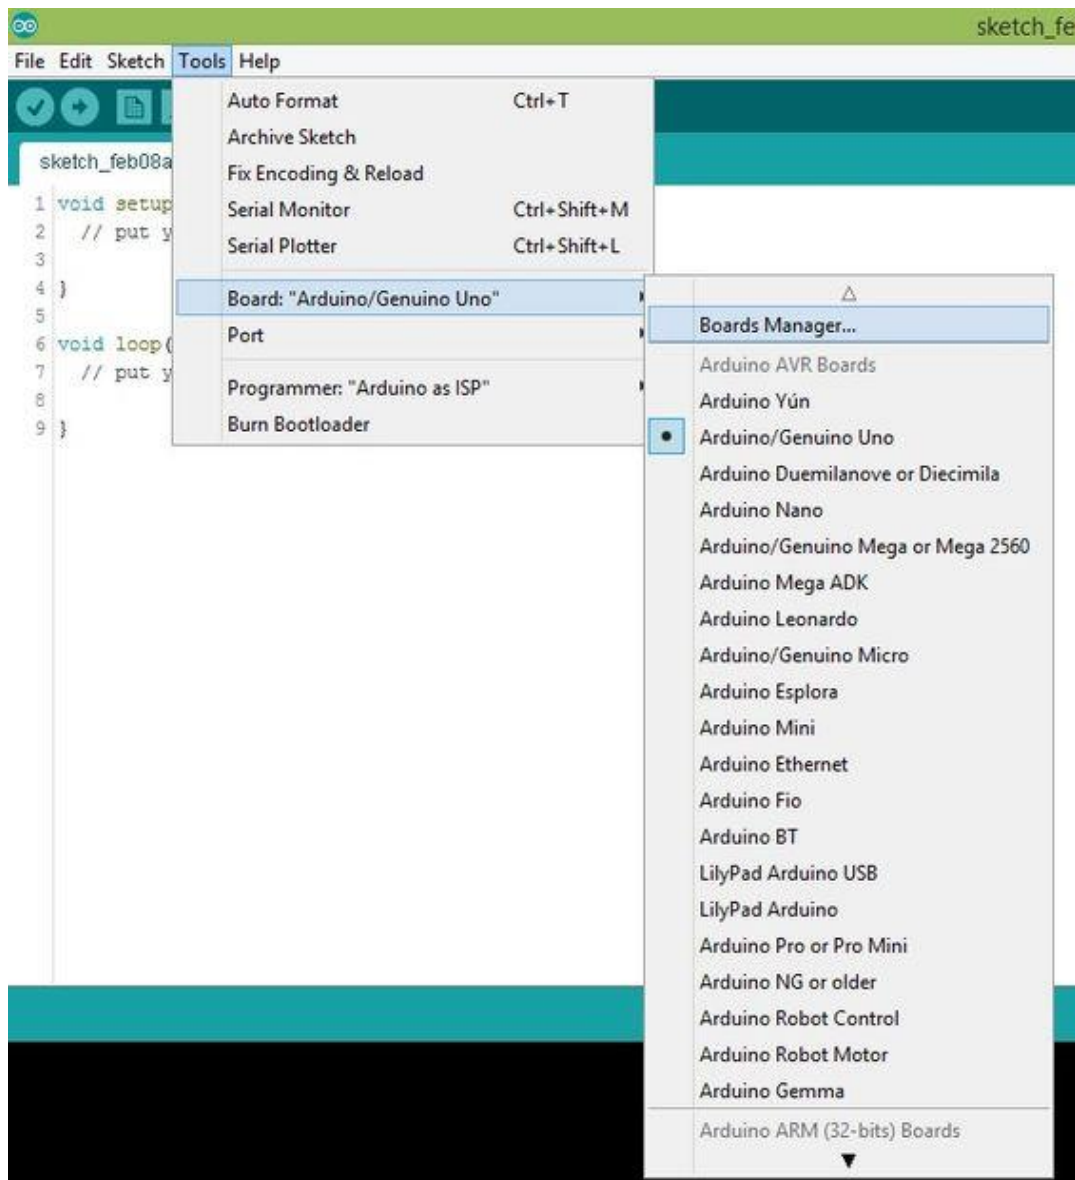 sketch_fe
File Edit Sketch Tools Help
Auto Format Ctrl+T
Archive Sketch
Fix Encoding & Reload
Serial Monitor Ctrl+Shift+M
Serial Plotter Ctrl+Shift+L
Board: "Arduino/Genuino Uno"
Port
Programmer: "Arduino as ISP"
Burn Bootloader
sketch_feb08a
1 void setup
2 // put y
3
4 }
5
6 void loop(
7 // put y
8
9 }
Boards Manager...
Arduino AVR Boards
Arduino Yún
Arduino/Genuino Uno
Arduino Duemilanove or Diecimila
Arduino Nano
Arduino/Genuino Mega or Mega 2560
Arduino Mega ADK
Arduino Leonardo
Arduino/Genuino Micro
Arduino Esplora
Arduino Mini
Arduino Ethernet
Arduino Fio
Arduino BT
LilyPad Arduino USB
LilyPad Arduino
Arduino Pro or Pro Mini
Arduino NG or older
Arduino Robot Control
Arduino Robot Motor
Arduino Gemma
Arduino ARM (32-bits) Boards